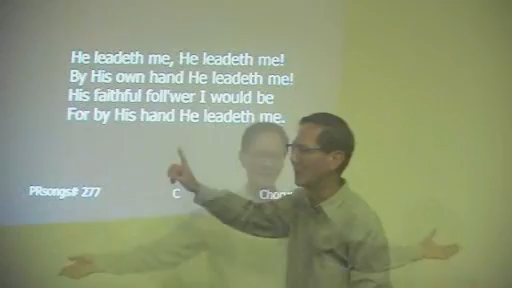 He leadeth me, He leadeth me!
By His own hand He leadeth me!
His faithful foll'wer I would be
For by His hand He leadeth me.
PRsongs# 277 C